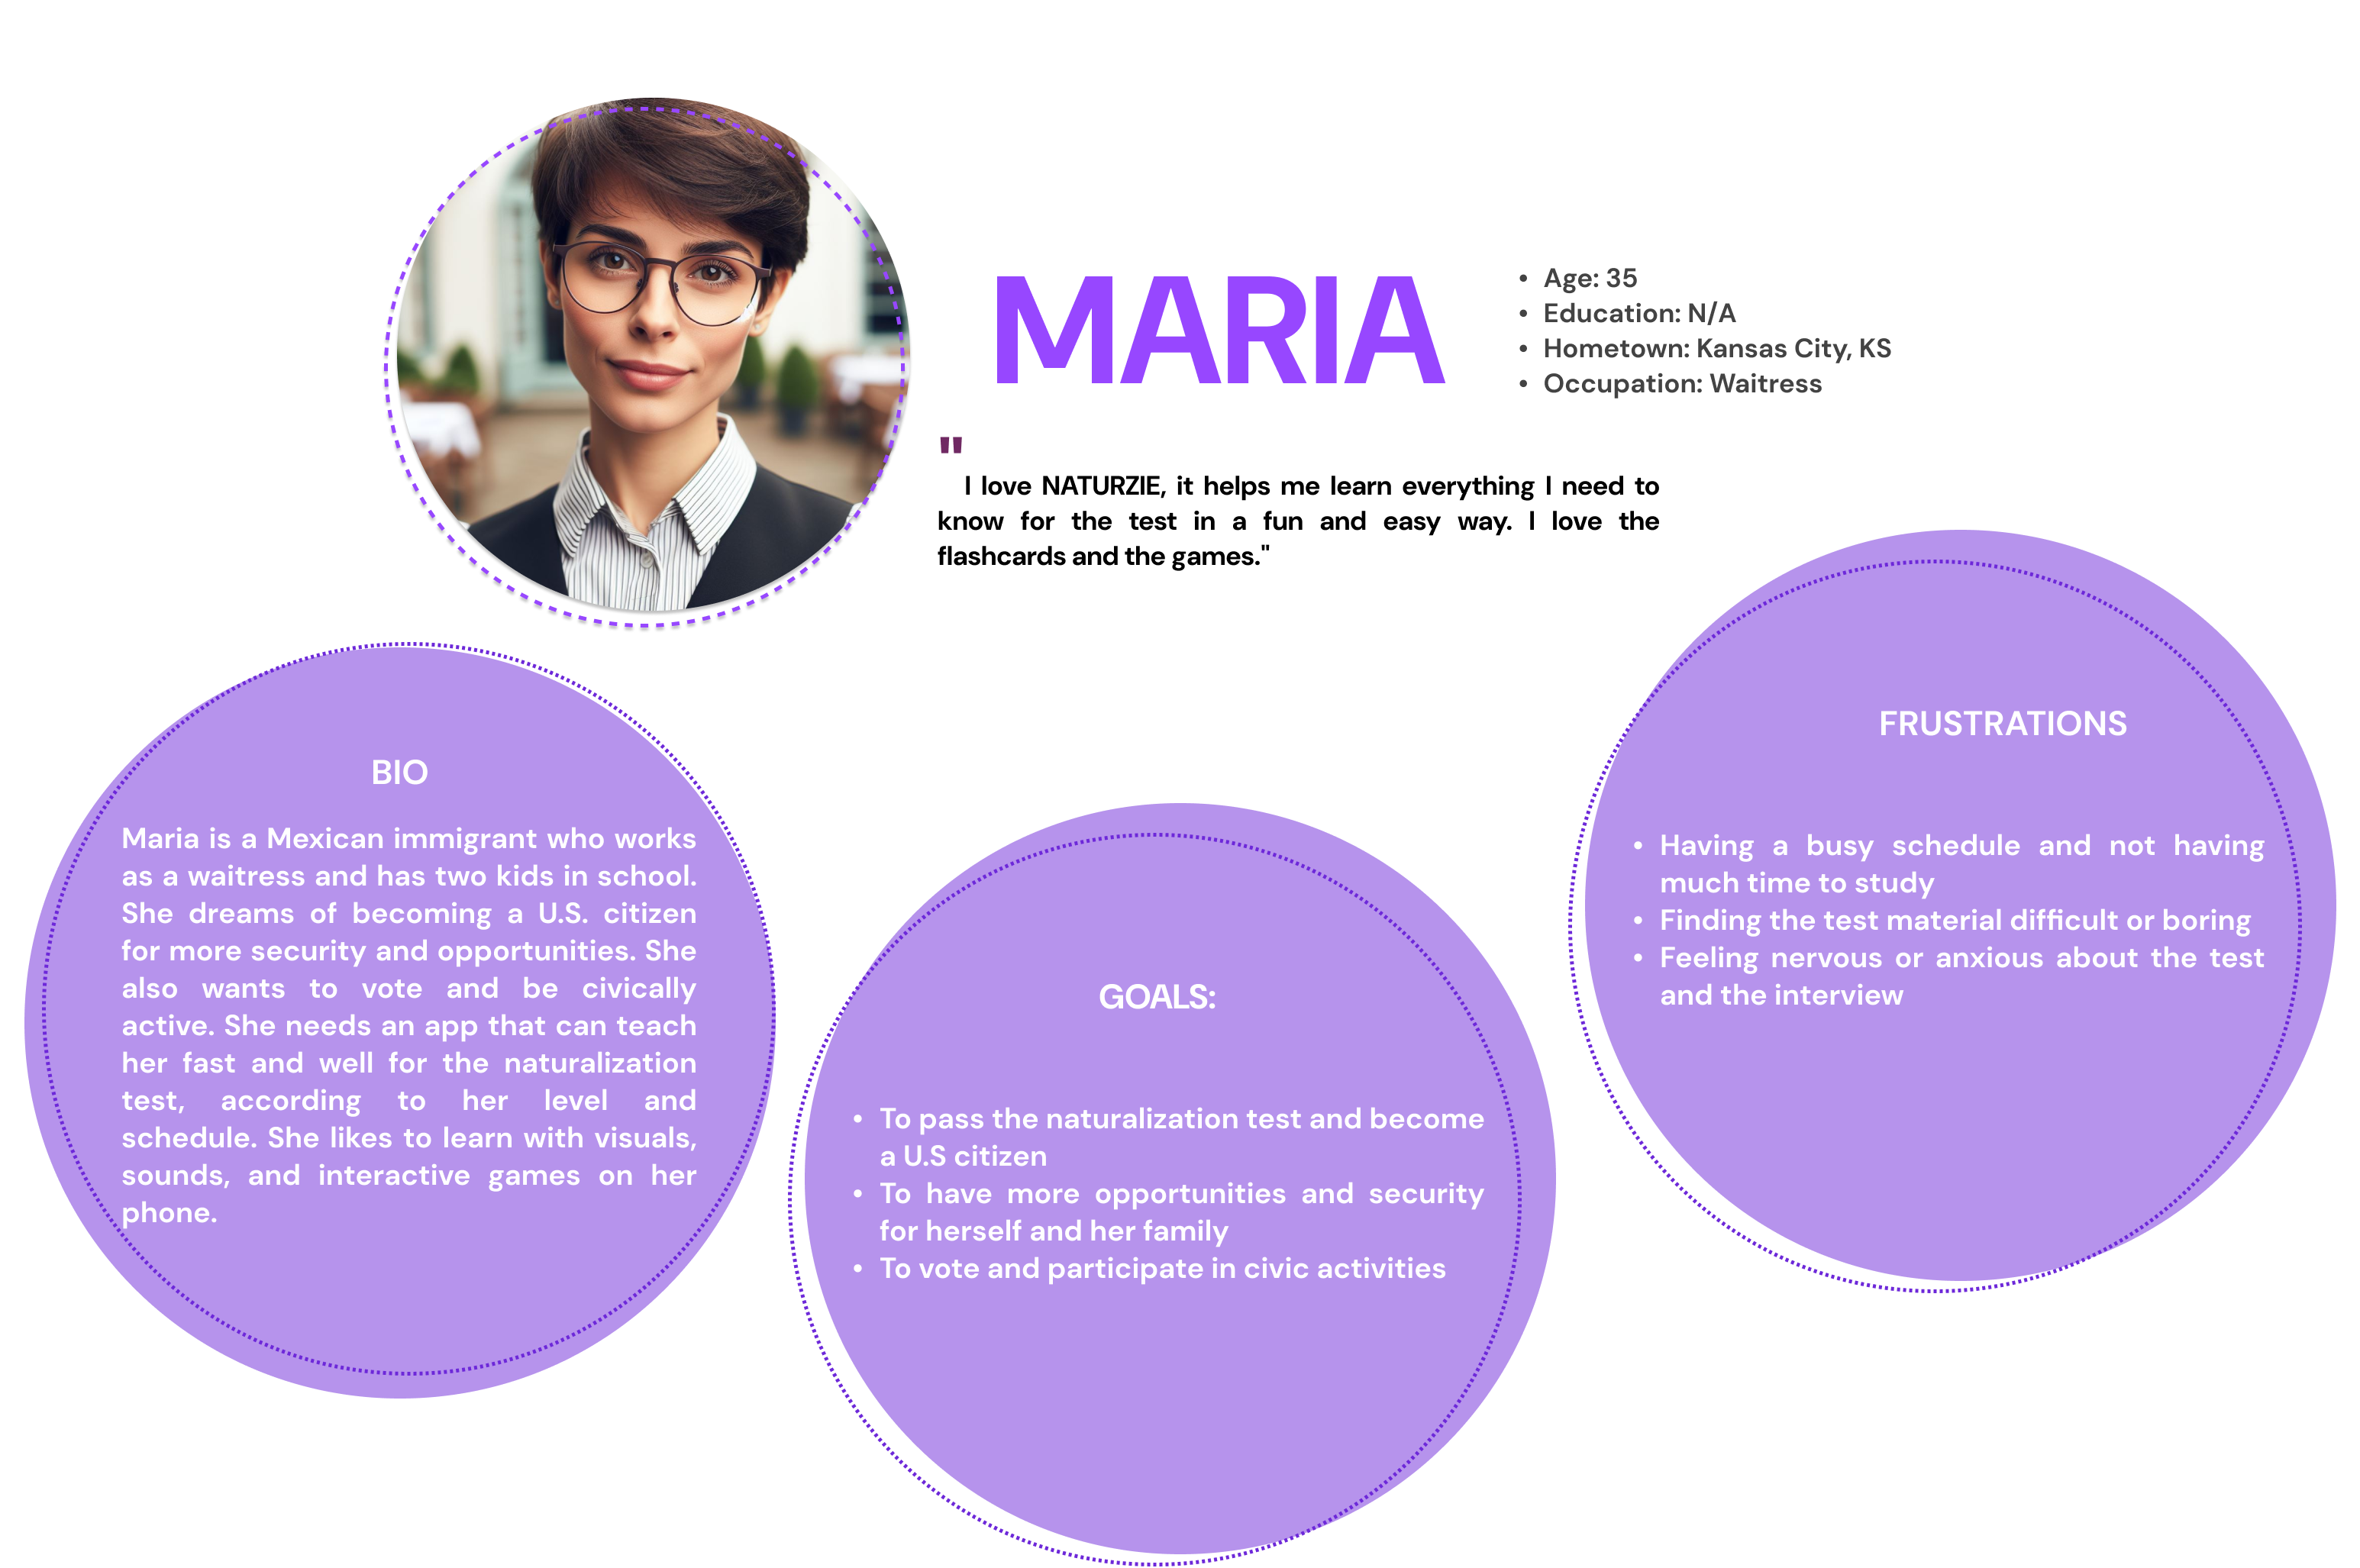 MARIA
• Age: 35
• Education: N/A
• Hometown: Kansas City, KS
• Occupation: Waitress
"
I love NATURZIE, it helps me learn everything I need to
know for the test in a fun and easy way. I love the
flashcards and the games."
BIO
Maria is a Mexican immigrant who works
as a waitress and has two kids in school.
She dreams of becoming a U.S. citizen
for more security and opportunities. She
also wants to vote and be civically
active. She needs an app that can teach
her fast and well for the naturalization
test, according to her level and
schedule. She likes to learn with visuals,
sounds, and interactive games on her
phone.
GOALS:
• To pass the naturalization test and become
a U.S citizen
• To have more opportunities and security
for herself and her family
• To vote and participate in civic activities
FRUSTRATIONS
• Having a busy schedule and not having
much time to study
• Finding the test material difficult or boring
• Feeling nervous or anxious about the test
and the interview